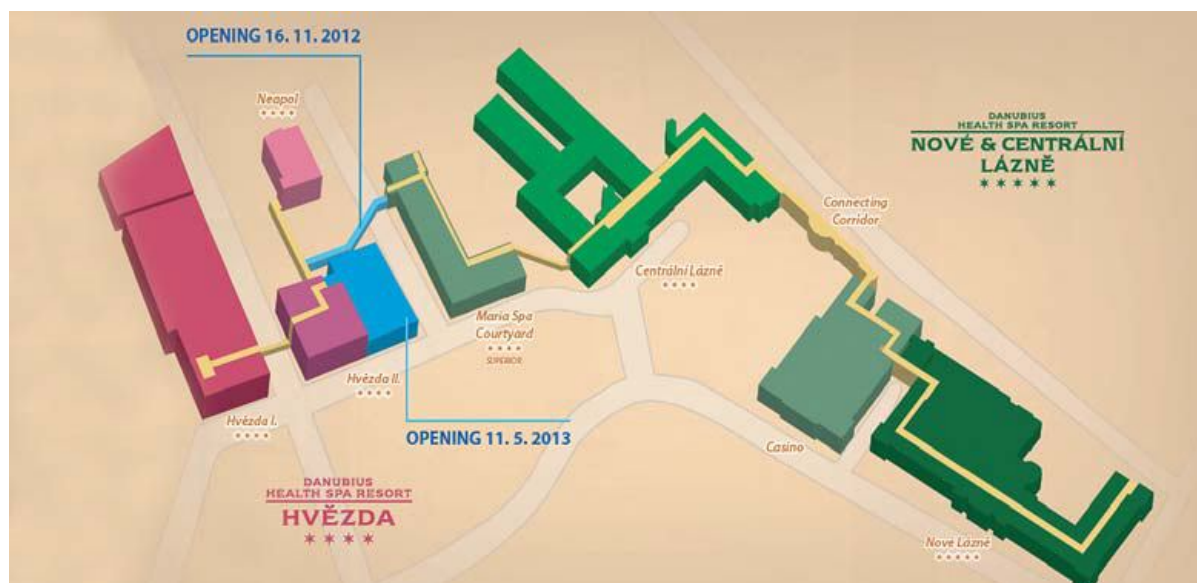 OPENING 16. 11. 2012
Neapol
DANUBIUS
HEALTH SPA RESORT
NOVÉ & CENTRÁLNÍ
LÁZNĚ
Connecting
Corridor
Centrální Lázně
Maria Spa
Courtyard
SUPERIOR
Hvězda II.
Hvězda I.
OPENING 11. 5. 2013
Casino
DANUBIUS
HEALTH SPA RESORT
HVĚZDA
Nové Lázně